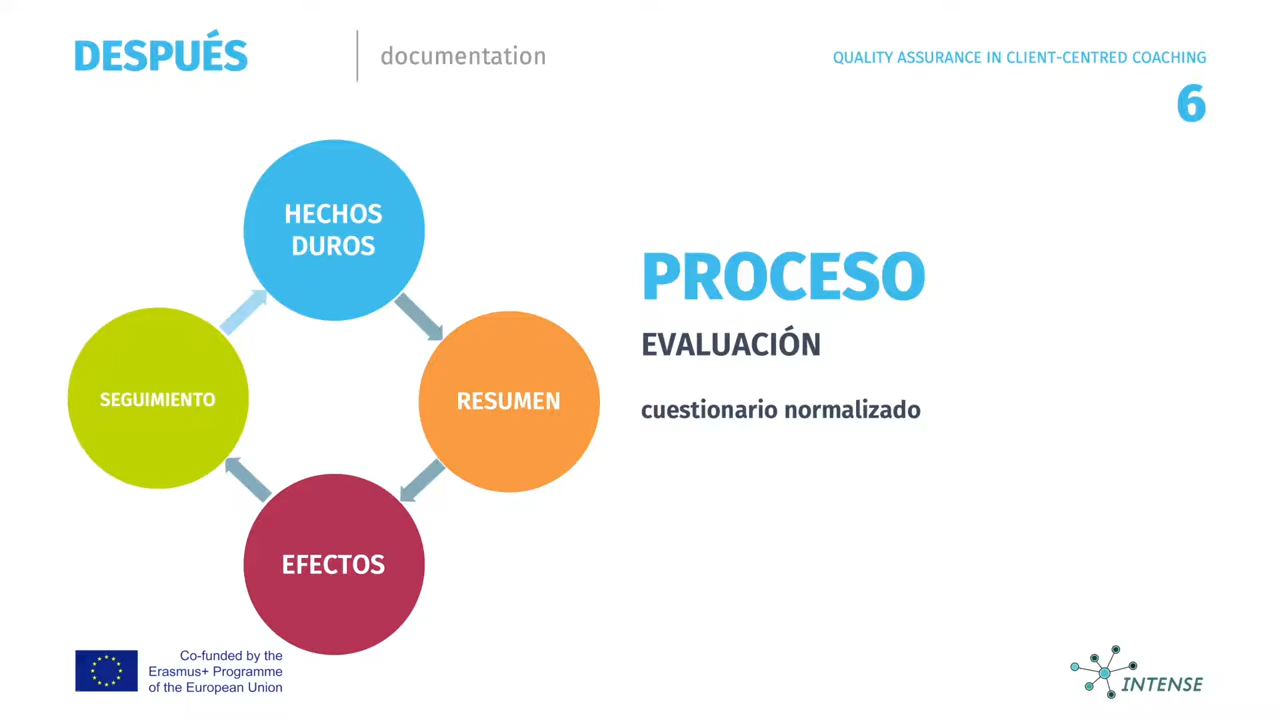 DESPUÉS
documentation
QUALITY ASSURANCE IN CLIENT-CENTRED COACHING
6
HECHOS
DUROS
SEGUIMIENTO
RESUMEN
EFECTOS
PROCESO
EVALUACIÓN
cuestionario normalizado
Co-funded by the
Erasmus+ Programme
of the European Union
INTENSE